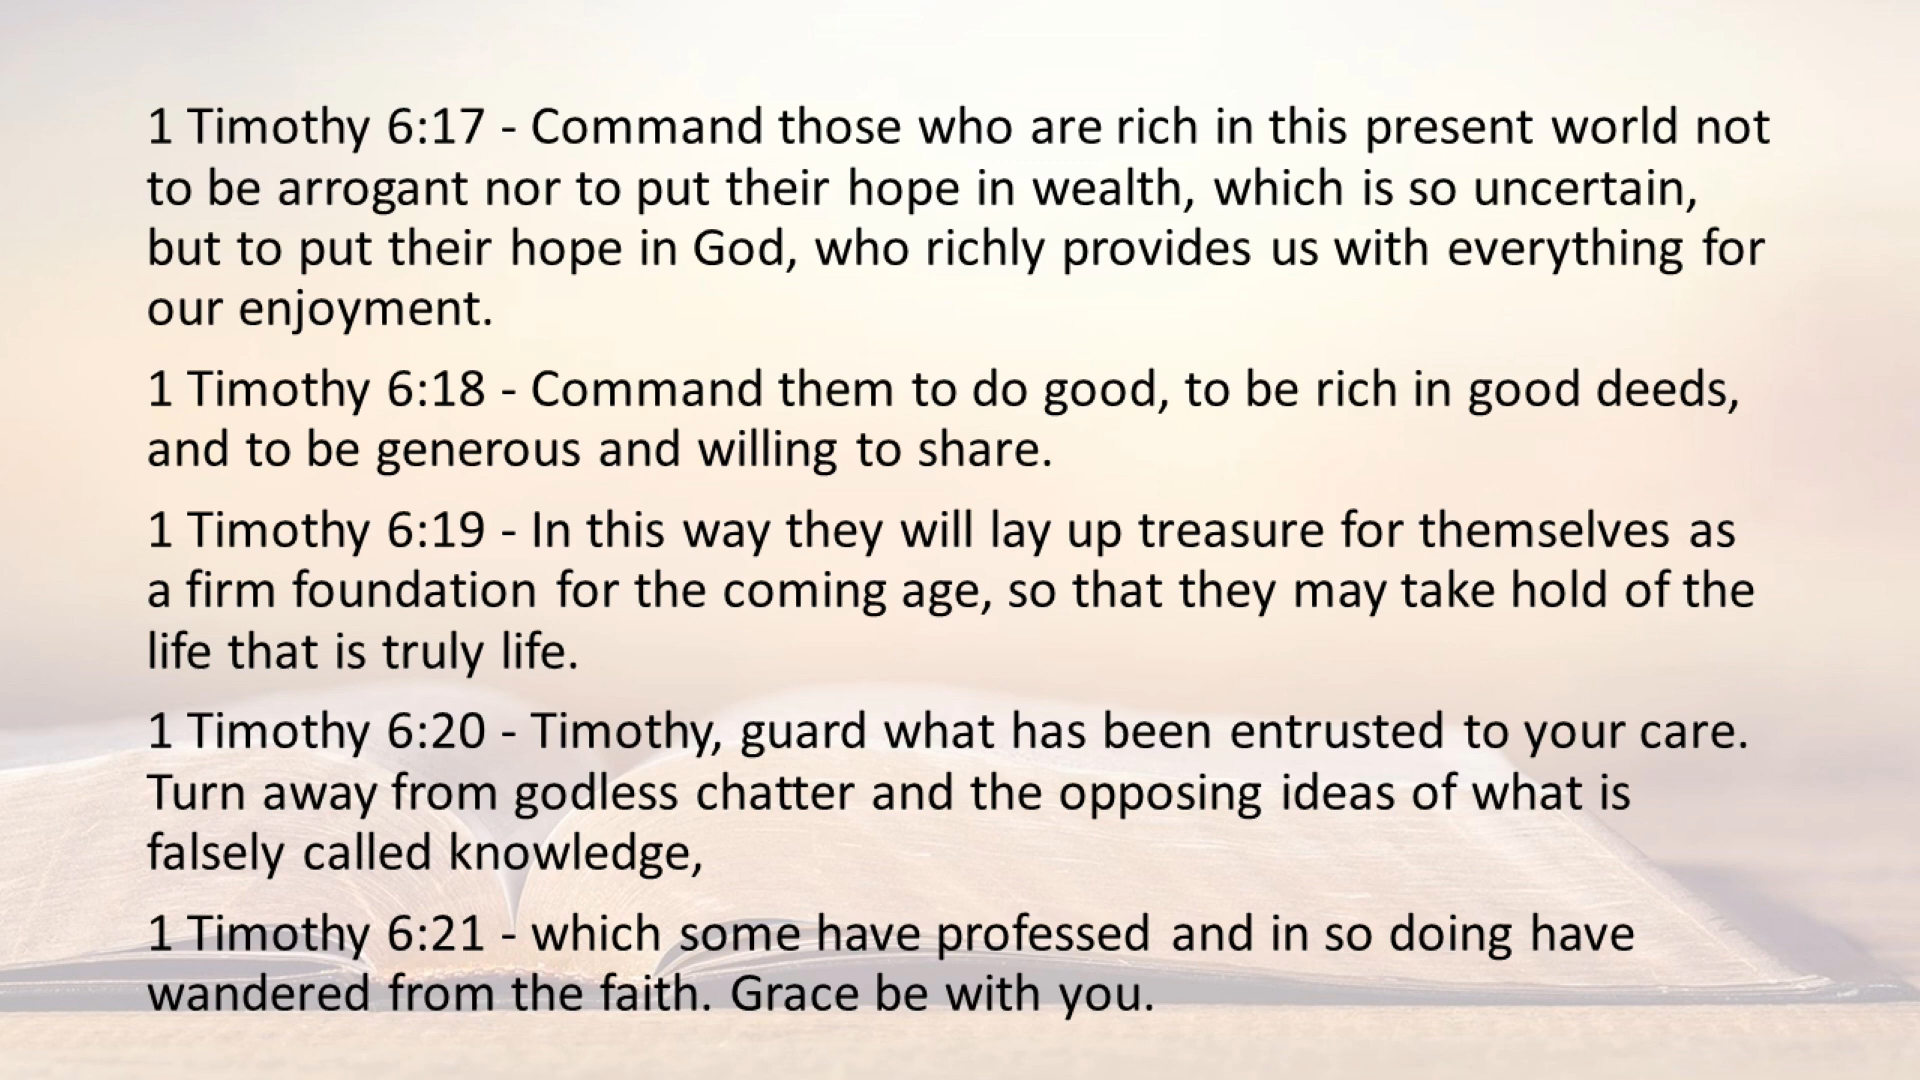 1 Timothy 6:17 - Command those who are rich in this present world not
to be arrogant nor to put their hope in wealth, which is so uncertain,
but to put their hope in God, who richly provides us with everything for
our enjoyment.
1 Timothy 6:18 - Command them to do good, to be rich in good deeds,
and to be generous and willing to share.
1 Timothy 6:19 - In this way they will lay up treasure for themselves as
a firm foundation for the coming age, so that they may take hold of the
life that is truly life.
1 Timothy 6:20 - Timothy, guard what has been entrusted to your care.
Turn away from godless chatter and the opposing ideas of what is
falsely called knowledge,
1 Timothy 6:21 - which some have professed and in so doing have
wandered from the faith. Grace be with you.